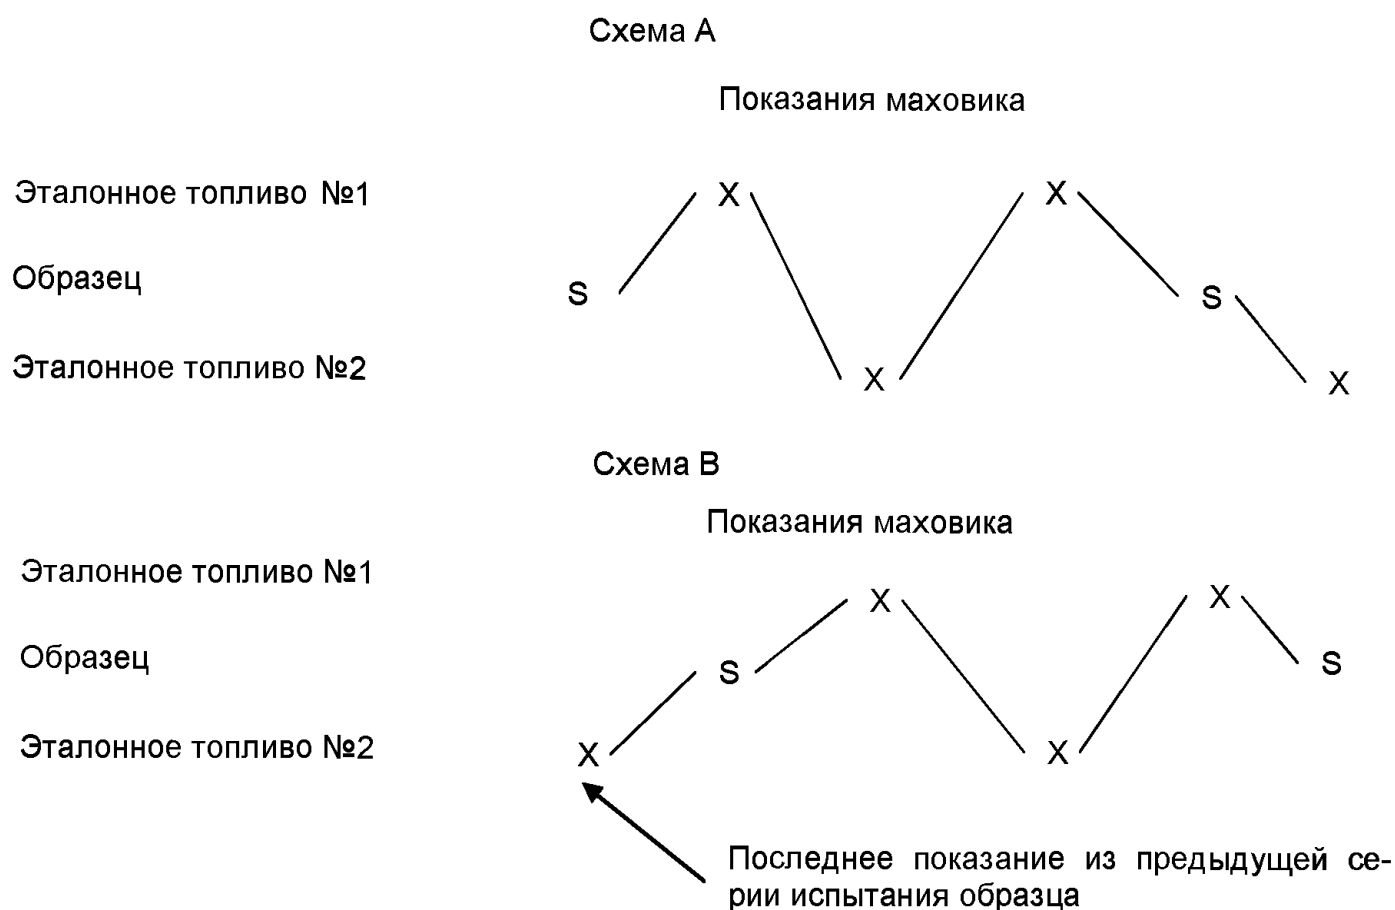 Схема А
Показания маховика
Эталонное топливо №1
X
X
Образец
S
S
Эталонное топливо №2
X
X
Схема В
Показания маховика
Эталонное топливо №1
X
X
Образец
S
S
Эталонное топливо №2
X
X
Последнее показание из предыдущей се-
рии испытания образца